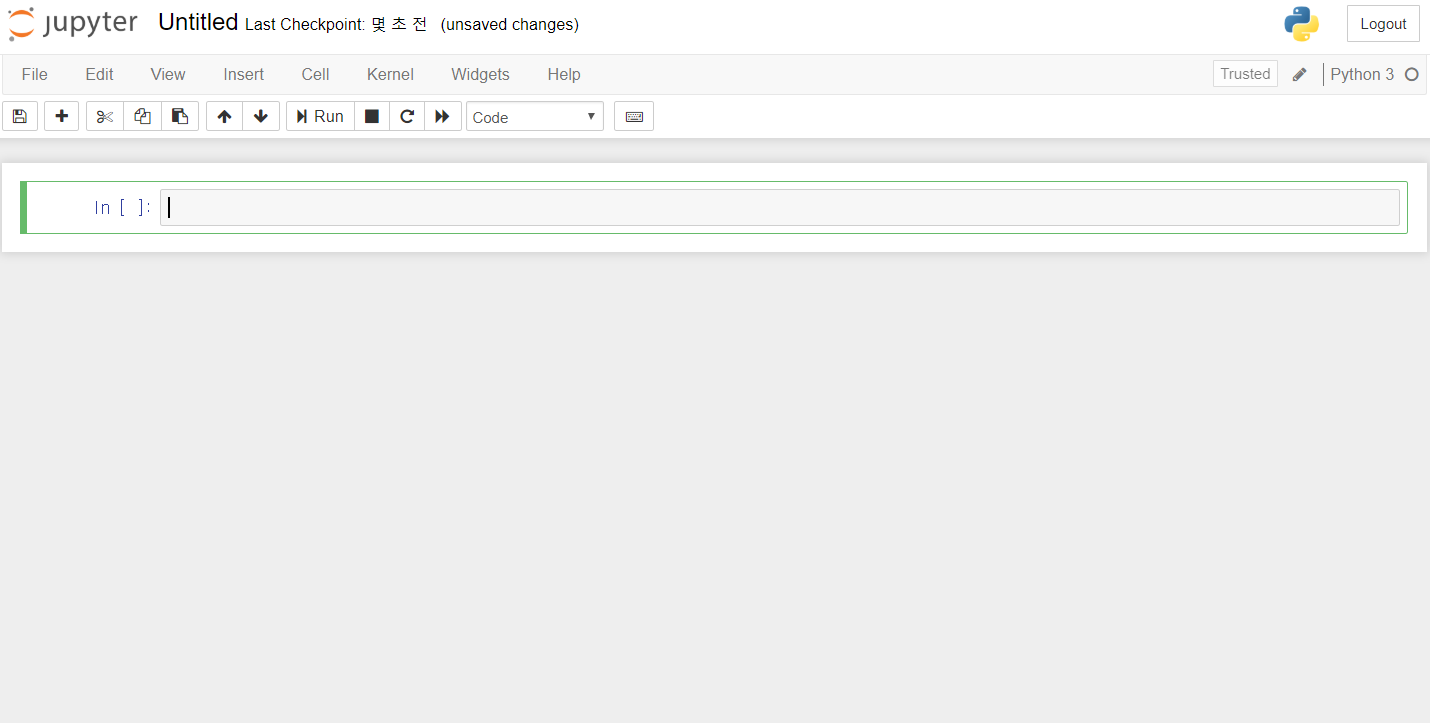 jupyter Untitled Last Checkpoint: 몇 초 전 (unsaved changes) Logout
File Edit View Insert Cell Kernel Widgets Help Trusted Python 3
Run Code
In [ ]: